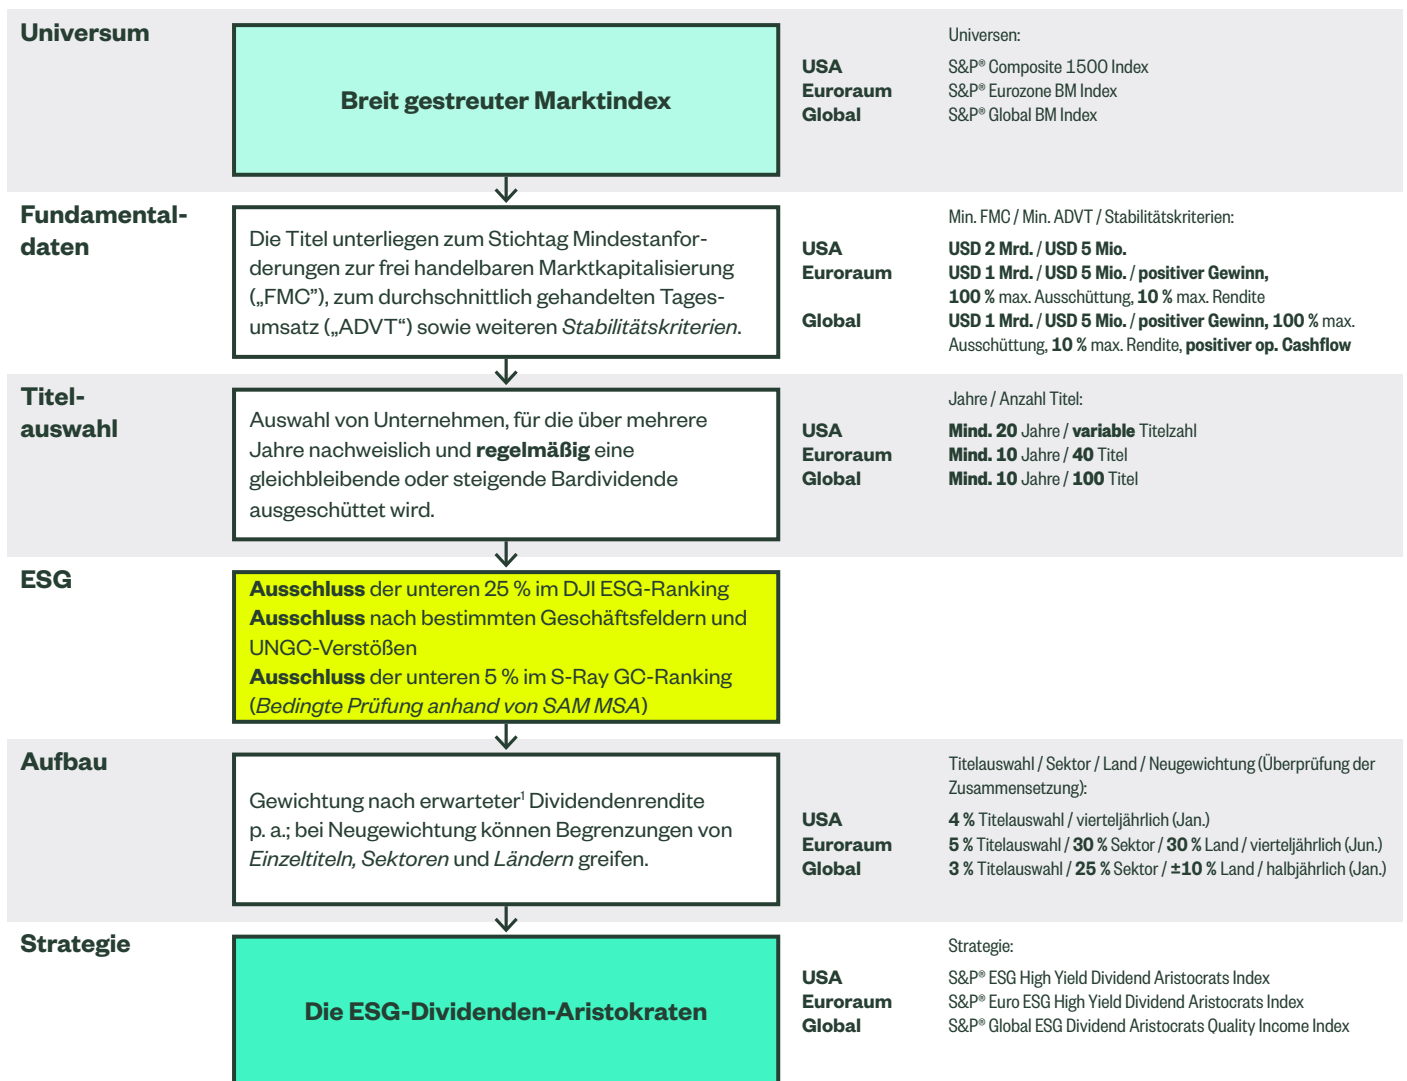 Universum
Breit gestreuter Marktindex
Universen:
USA S&P® Composite 1500 Index
Euroraum S&P® Eurozone BM Index
Global S&P® Global BM Index
Fundamental-
daten
Die Titel unterliegen zum Stichtag Mindestanfor-
derungen zur frei handelbaren Marktkapitalisierung
(„FMC”), zum durchschnittlich gehandelten Tages-
umsatz („ADVT“) sowie weiteren Stabilitätskriterien.
Min. FMC / Min. ADVT / Stabilitätskriterien:
USA USD 2 Mrd. / USD 5 Mio.
Euroraum USD 1 Mrd. / USD 5 Mio. / positiver Gewinn,
100 % max. Ausschüttung, 10 % max. Rendite
Global USD 1 Mrd. / USD 5 Mio. / positiver Gewinn, 100 % max.
Ausschüttung, 10 % max. Rendite, positiver op. Cashflow
Titel-
auswahl
Auswahl von Unternehmen, für die über mehrere
Jahre nachweislich und regelmäßig eine
gleichbleibende oder steigende Bardividende
ausgeschüttet wird.
Jahre / Anzahl Titel:
USA Mind. 20 Jahre / variable Titelzahl
Euroraum Mind. 10 Jahre / 40 Titel
Global Mind. 10 Jahre / 100 Titel
ESG
Ausschluss der unteren 25 % im DJI ESG-Ranking
Ausschluss nach bestimmten Geschäftsfeldern und
UNGC-Verstößen
Ausschluss der unteren 5 % im S-Ray GC-Ranking
(Bedingte Prüfung anhand von SAM MSA)
Aufbau
Gewichtung nach erwarteter¹ Dividendenrendite
p. a.; bei Neugewichtung können Begrenzungen von
Einzeltiteln, Sektoren und Ländern greifen.
Titelauswahl / Sektor / Land / Neugewichtung (Überprüfung der
Zusammensetzung):
USA 4 % Titelauswahl / vierteljährlich (Jan.)
Euroraum 5 % Titelauswahl / 30 % Sektor / 30 % Land / vierteljährlich (Jun.)
Global 3 % Titelauswahl / 25 % Sektor / ±10 % Land / halbjährlich (Jan.)
Strategie
Die ESG-Dividenden-Aristokraten
Strategie:
USA S&P® ESG High Yield Dividend Aristocrats Index
Euroraum S&P® Euro ESG High Yield Dividend Aristocrats Index
Global S&P® Global ESG Dividend Aristocrats Quality Income Index